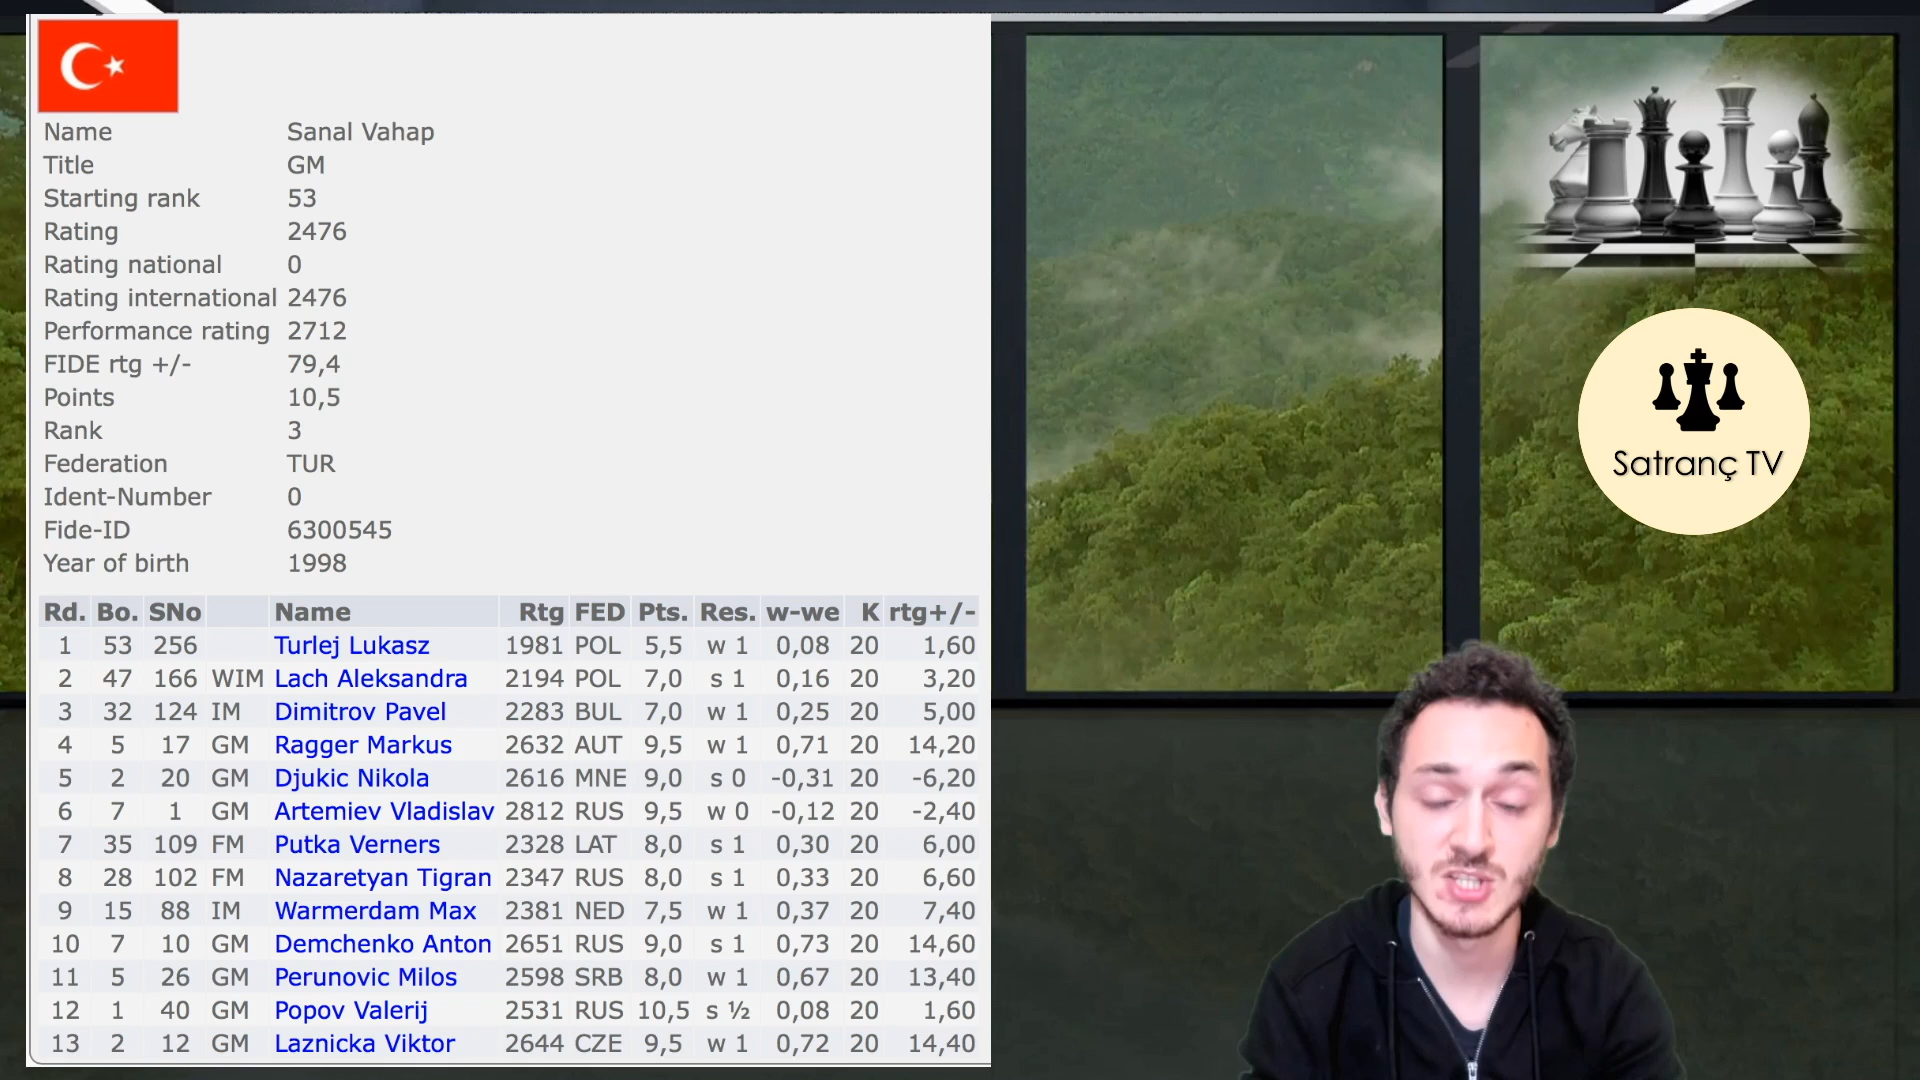 Name Sanal Vahap
Title GM
Starting rank 53
Rating 2476
Rating national 0
Rating international 2476
Performance rating 2712
FIDE rtg +/- 79,4
Points 10,5
Rank 3
Federation TUR
Ident-Number 0
Fide-ID 6300545
Year of birth 1998
Rd. Bo. SNo Name Rtg FED Pts. Res. w-we K rtg+/-
1 53 256 Turlej Lukasz 1981 POL 5,5 w 1 0,08 20 1,60
2 47 166 WIM Lach Aleksandra 2194 POL 7,0 s 1 0,16 20 3,20
3 32 124 IM Dimitrov Pavel 2283 BUL 7,0 w 1 0,25 20 5,00
4 5 17 GM Ragger Markus 2632 AUT 9,5 w 1 0,71 20 14,20
5 2 20 GM Djukic Nikola 2616 MNE 9,0 s 0 -0,31 20 -6,20
6 7 1 GM Artemiev Vladislav 2812 RUS 9,5 w 0 -0,12 20 -2,40
7 35 109 FM Putka Verners 2328 LAT 8,0 s 1 0,30 20 6,00
8 28 102 FM Nazaretyan Tigran 2347 RUS 8,0 s 1 0,33 20 6,60
9 15 88 IM Warmerdam Max 2381 NED 7,5 w 1 0,37 20 7,40
10 7 10 GM Demchenko Anton 2651 RUS 9,0 s 1 0,73 20 14,60
11 5 26 GM Perunovic Milos 2598 SRB 8,0 w 1 0,67 20 13,40
12 1 40 GM Popov Valerij 2531 RUS 10,5 s ½ 0,08 20 1,60
13 2 12 GM Laznicka Viktor 2644 CZE 9,5 w 1 0,72 20 14,40
Satranç TV